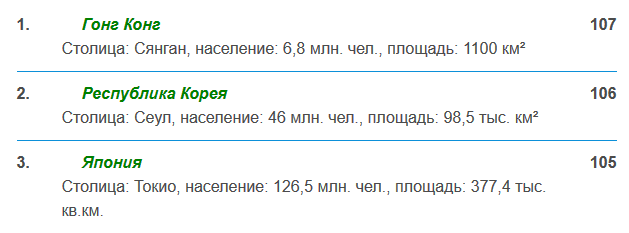 1. Гонг Конг 107
Столица: Сянган, население: 6,8 млн. чел., площадь: 1100 км²
2. Республика Корея 106
Столица: Сеул, население: 46 млн. чел., площадь: 98,5 тыс. км²
3. Япония 105
Столица: Токио, население: 126,5 млн. чел., площадь: 377,4 тыс.
кв.км.